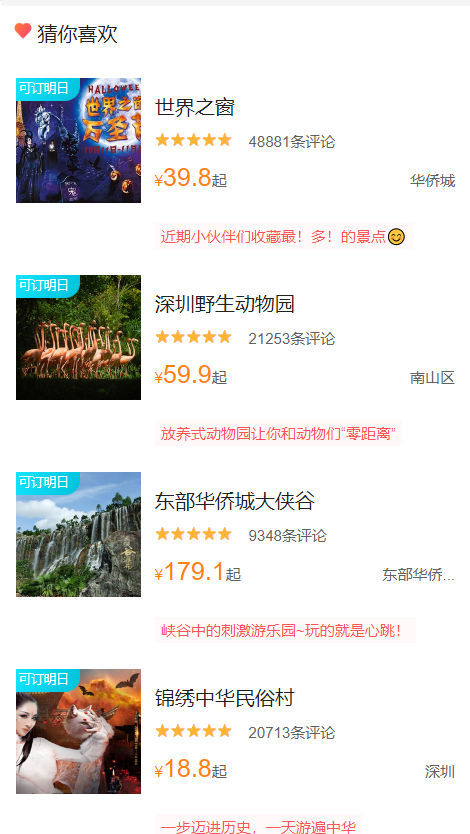 猜你喜欢
可订明日
HALLOWEEN
世界之窗
万圣节
世界之窗
48881条评论
¥39.8起
华侨城
近期小伙伴们收藏最！多！的景点😊
可订明日
深圳野生动物园
21253条评论
¥59.9起
南山区
放养式动物园让你和动物们“零距离”
可订明日
东部华侨城大峡谷
9348条评论
¥179.1起
东部华侨...
峡谷中的刺激游乐园~玩的就是心跳！
可订明日
锦绣中华民俗村
20713条评论
¥18.8起
深圳
一步迈进历史，一天游遍中华